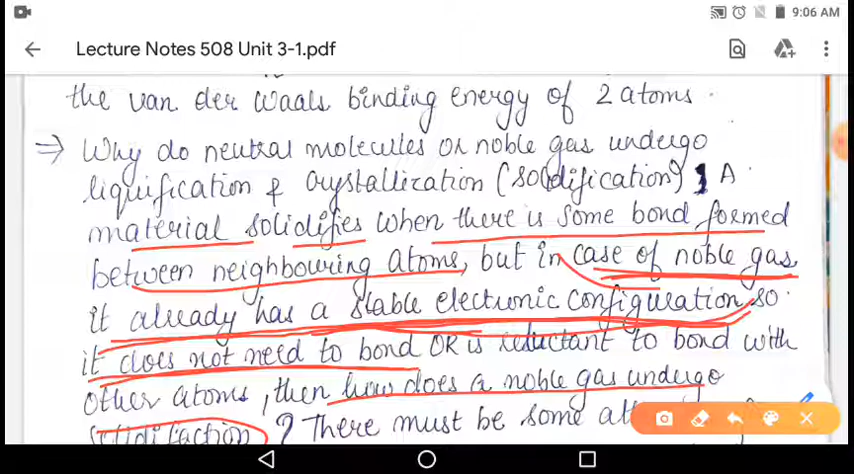 9:06 AM
Lecture Notes 508 Unit 3-1.pdf
the van der Waals binding energy of 2 atoms.
⇒ Why do neutral molecules or noble gas undergo
liquification & crystallization (solidification) ? A
material solidifies when there is some bond formed
between neighbouring atoms, but in case of noble gas,
it already has a stable electronic configuration so
it does not need to bond OR is reluctant to bond with
other atoms, then how does a noble gas undergo
solidifaction ? There must be some